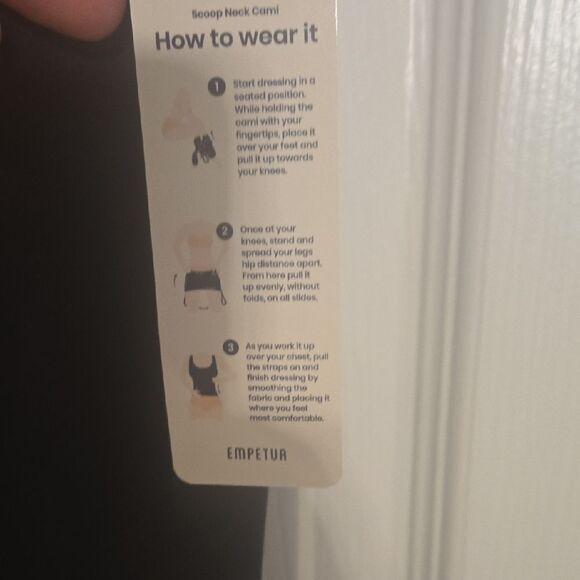 Scoop Neck Cami
How to wear it
1
Start dressing in a
seated position.
While holding the
cami with your
fingertips, place it
over your feet and
pull it up towards
your knees.
2
Once at your
knees, stand and
spread your legs
hip distance apart.
From here pull it
up evenly, without
folds, on all slides.
3
As you work it up
over your chest, pull
the straps on and
finish dressing by
smoothing the
fabric and placing it
where you feel
most comfortable.
EMPETUA